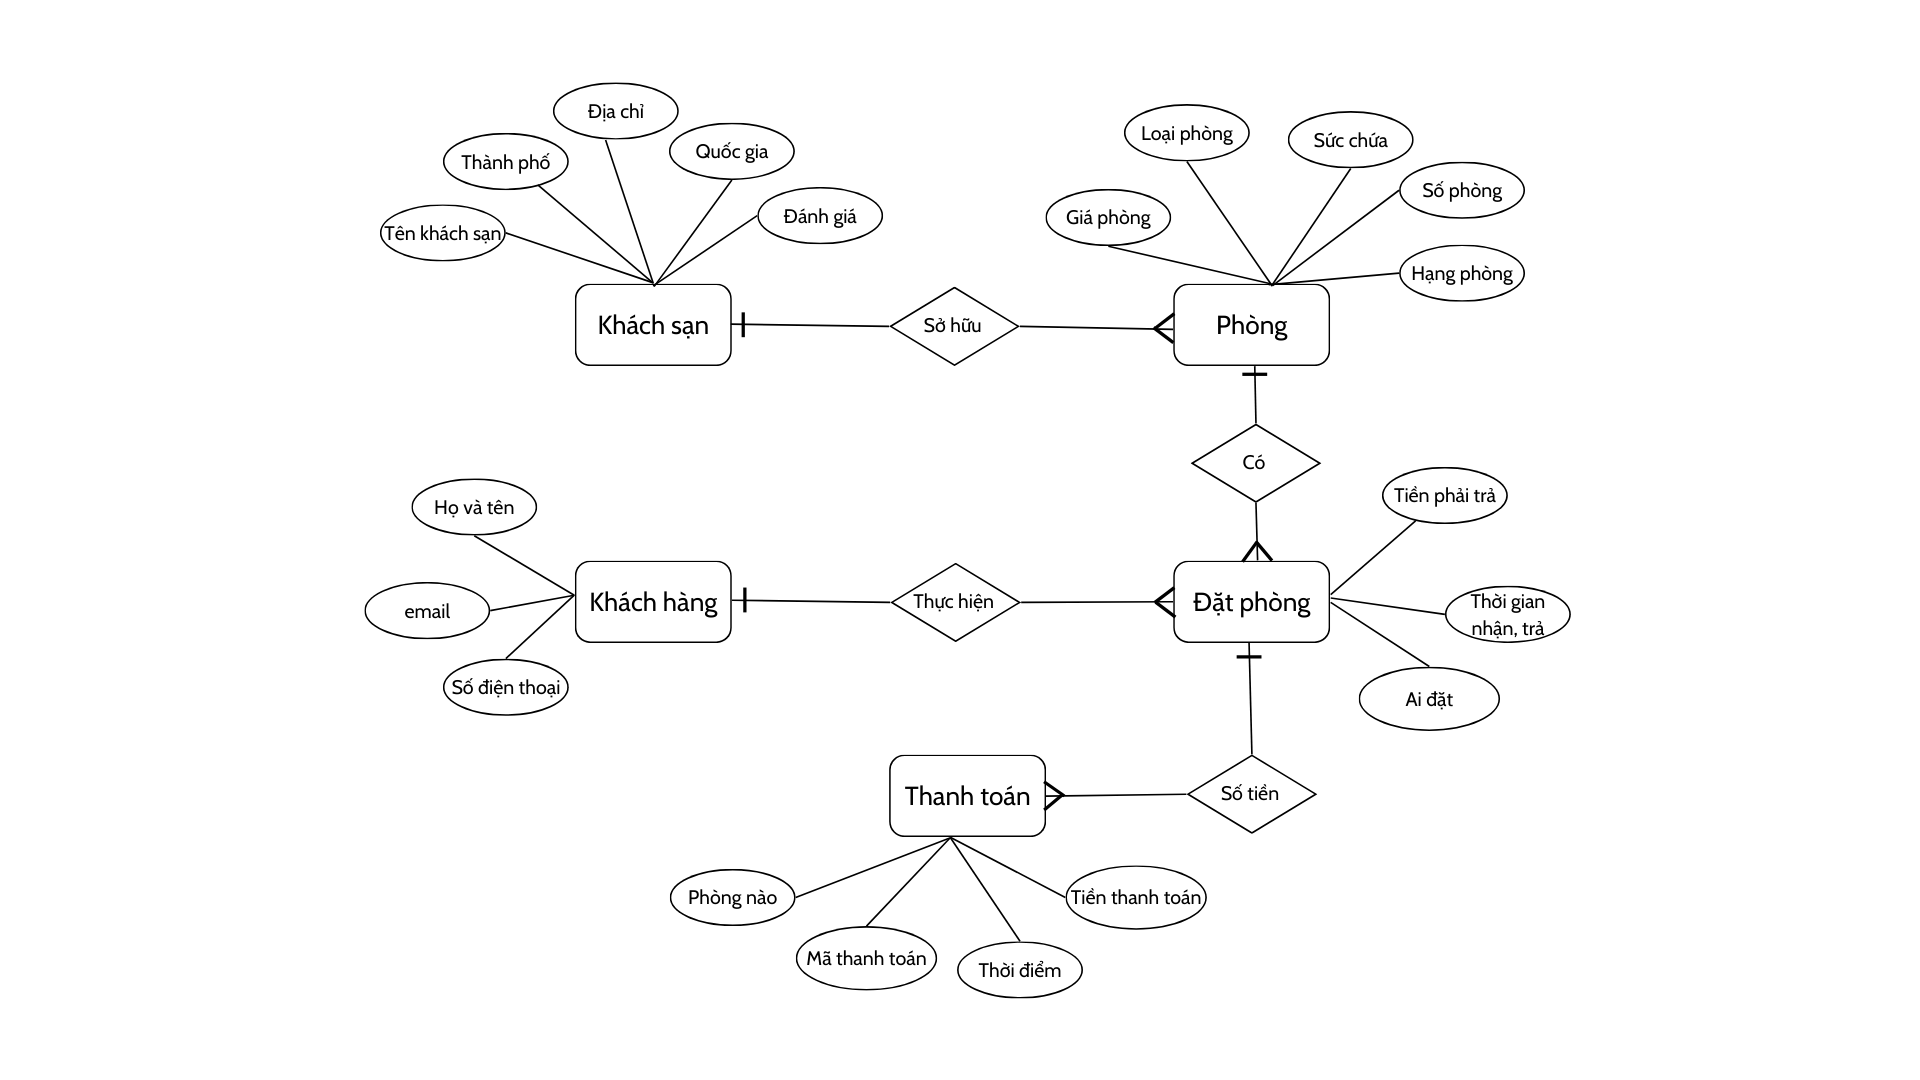 Địa chỉ
Thành phố
Quốc gia
Tên khách sạn
Đánh giá
Khách sạn
Sở hữu
Loại phòng
Sức chứa
Số phòng
Giá phòng
Hạng phòng
Phòng
Có
Họ và tên
email
Số điện thoại
Khách hàng
Thực hiện
Đặt phòng
Tiền phải trả
Thời gian
nhận, trả
Ai đặt
Thanh toán
Số tiền
Phòng nào
Mã thanh toán
Thời điểm
Tiền thanh toán